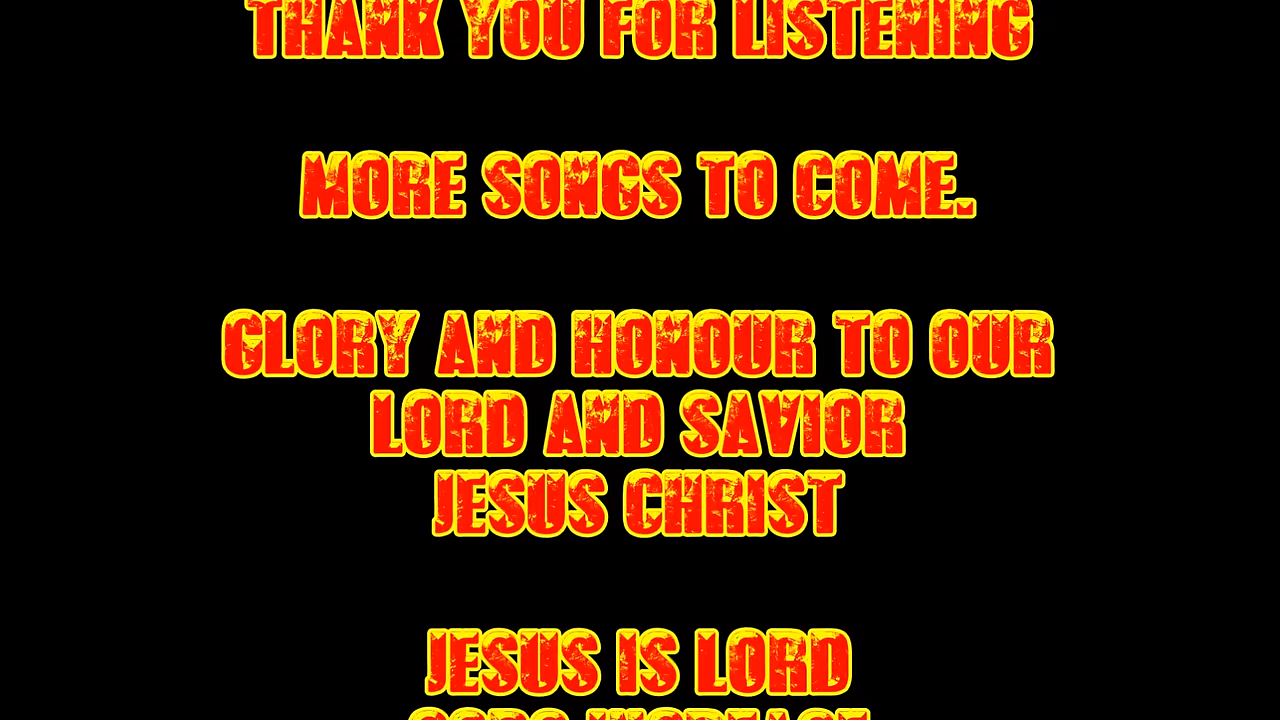 THANK YOU FOR LISTENING
MORE SONGS TO COME.
GLORY AND HONOUR TO OUR
LORD AND SAVIOR
JESUS CHRIST
JESUS IS LORD